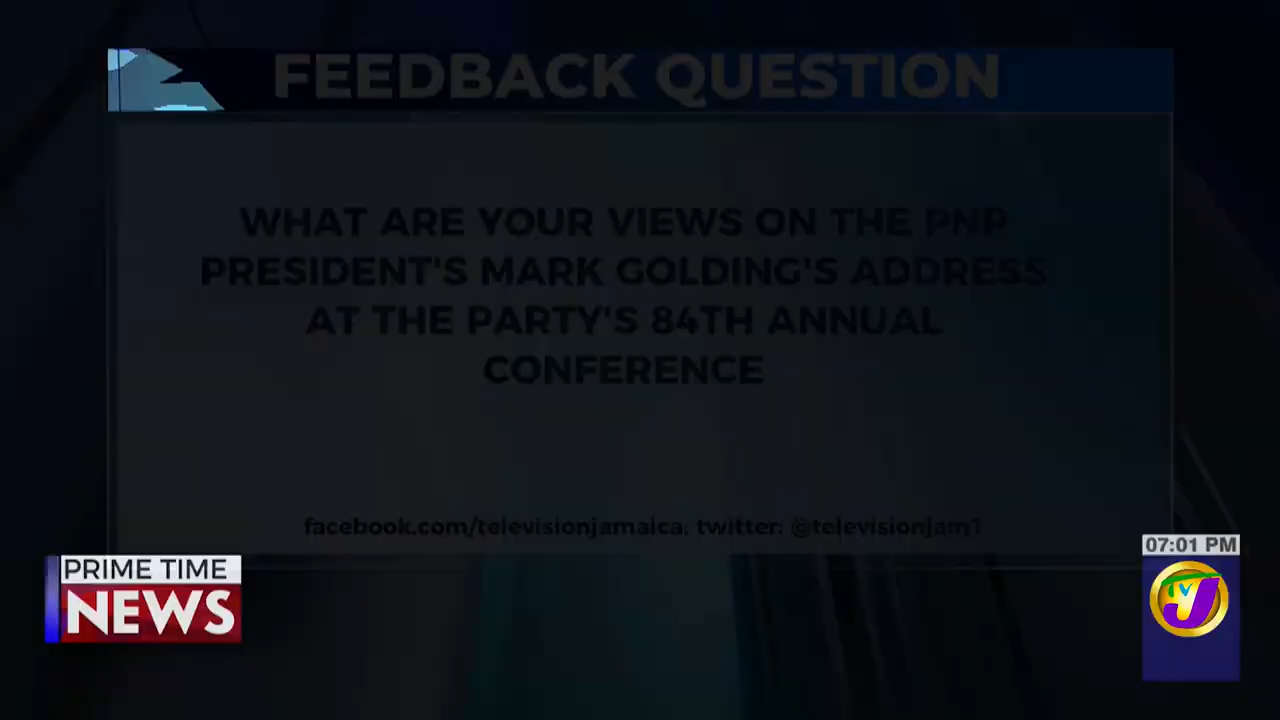 FEEDBACK QUESTION
WHAT ARE YOUR VIEWS ON THE PNP
PRESIDENT'S MARK GOLDING'S ADDRESS
AT THE PARTY'S 84TH ANNUAL
CONFERENCE
facebook.com/televisionjamaica, twitter: @televisionjam1
07:01 PM
PRIME TIME
NEWS
TVJ